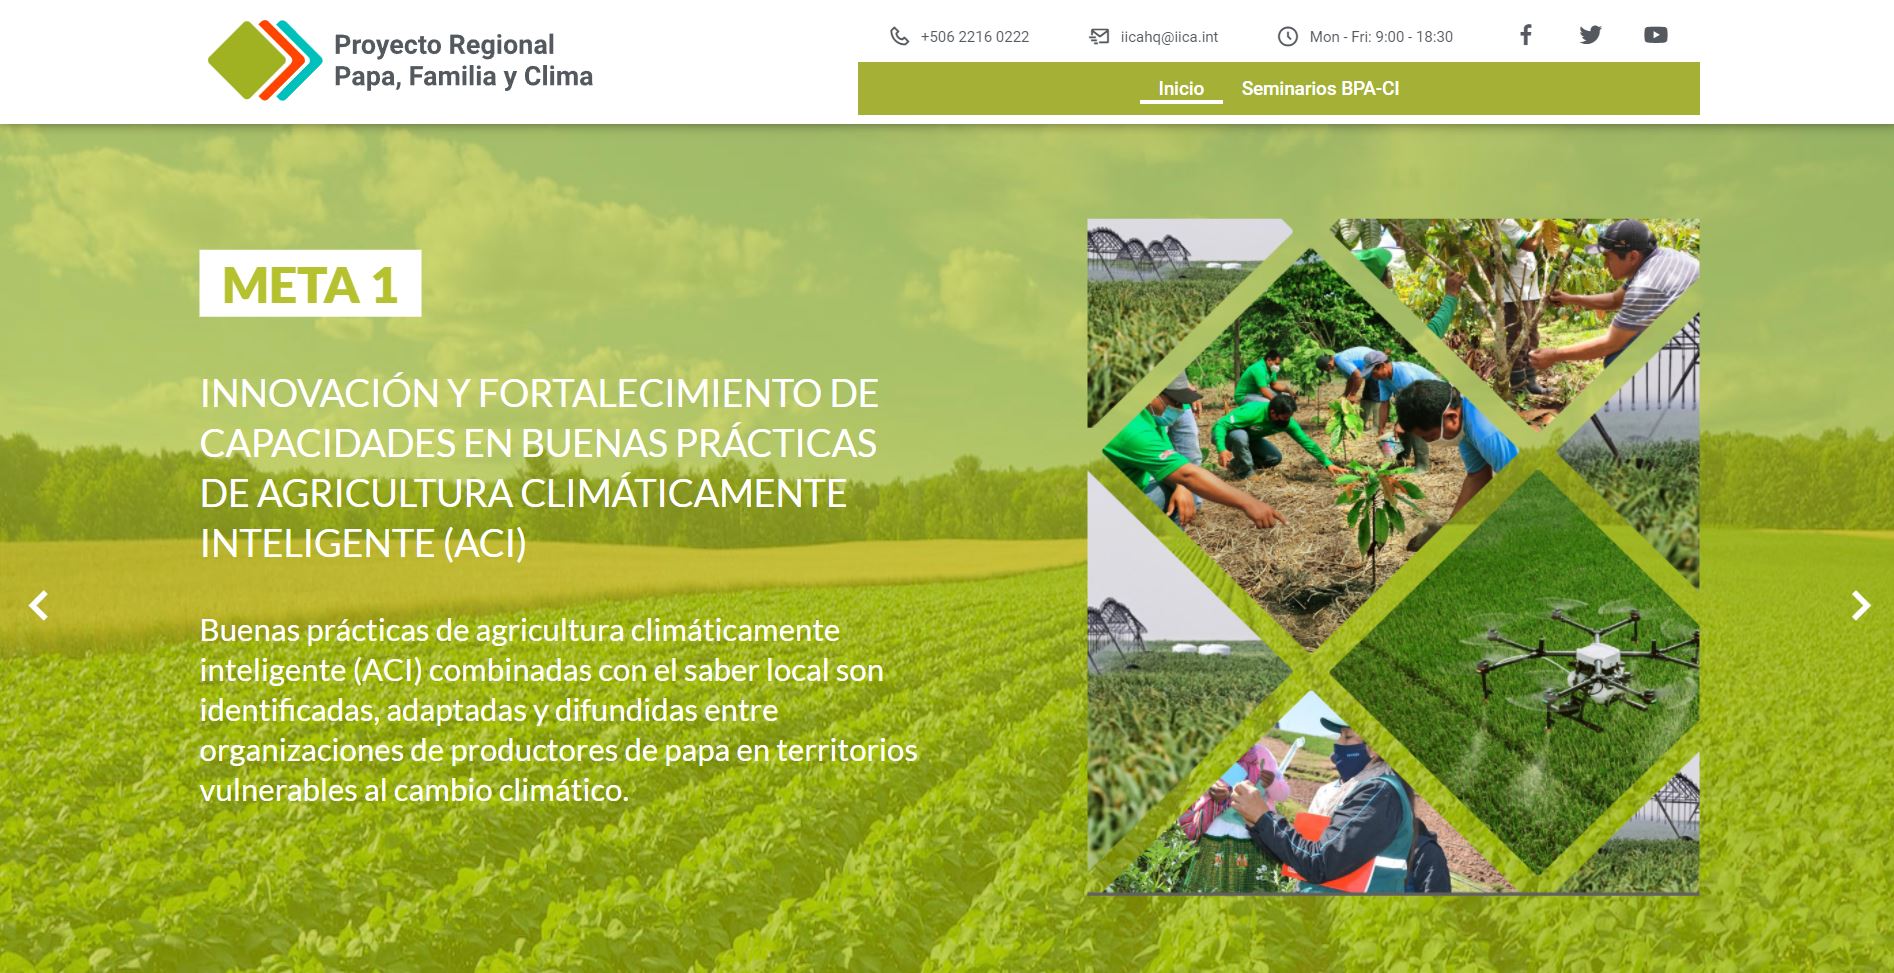 Proyecto Regional
Papa, Familia y Clima
+506 2216 0222
iicahq@iica.int
Mon - Fri: 9:00 - 18:30
Inicio
Seminarios BPA-CI
META 1
INNOVACIÓN Y FORTALECIMIENTO DE
CAPACIDADES EN BUENAS PRÁCTICAS
DE AGRICULTURA CLIMÁTICAMENTE
INTELIGENTE (ACI)
Buenas prácticas de agricultura climáticamente
inteligente (ACI) combinadas con el saber local son
identificadas, adaptadas y difundidas entre
organizaciones de productores de papa en territorios
vulnerables al cambio climático.